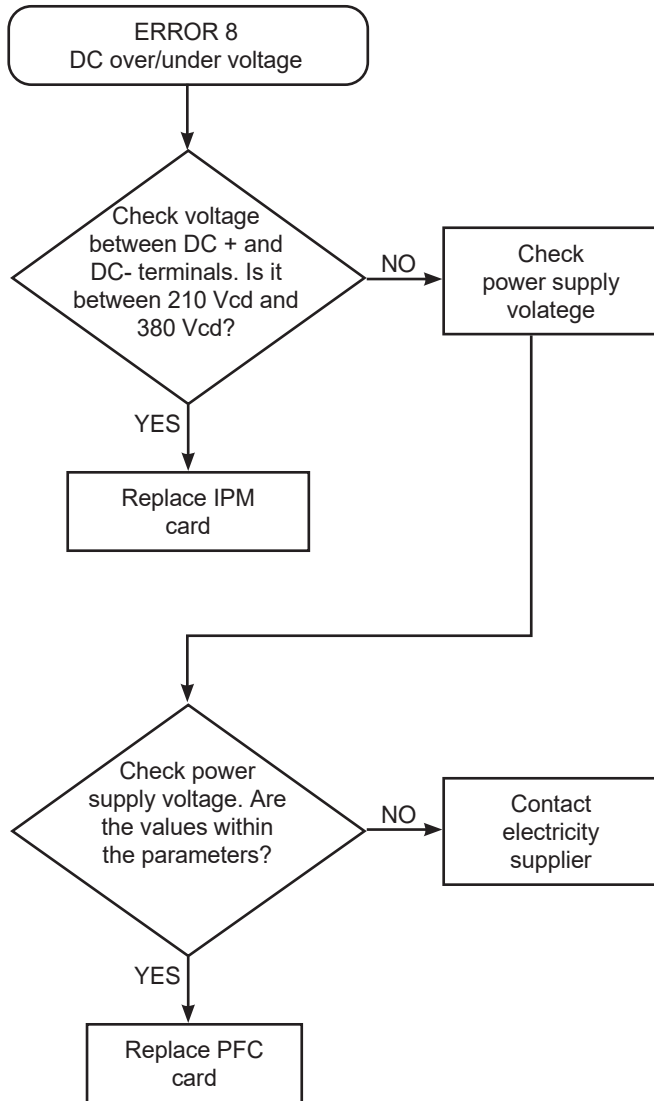 ERROR 8
DC over/under voltage
Check voltage
between DC + and
DC- terminals. Is it
between 210 Vcd and
380 Vcd?
NO
Check
power supply
volatege
YES
Replace IPM
card
Check power
supply voltage. Are
the values within
the parameters?
NO
Contact
electricity
supplier
YES
Replace PFC
card